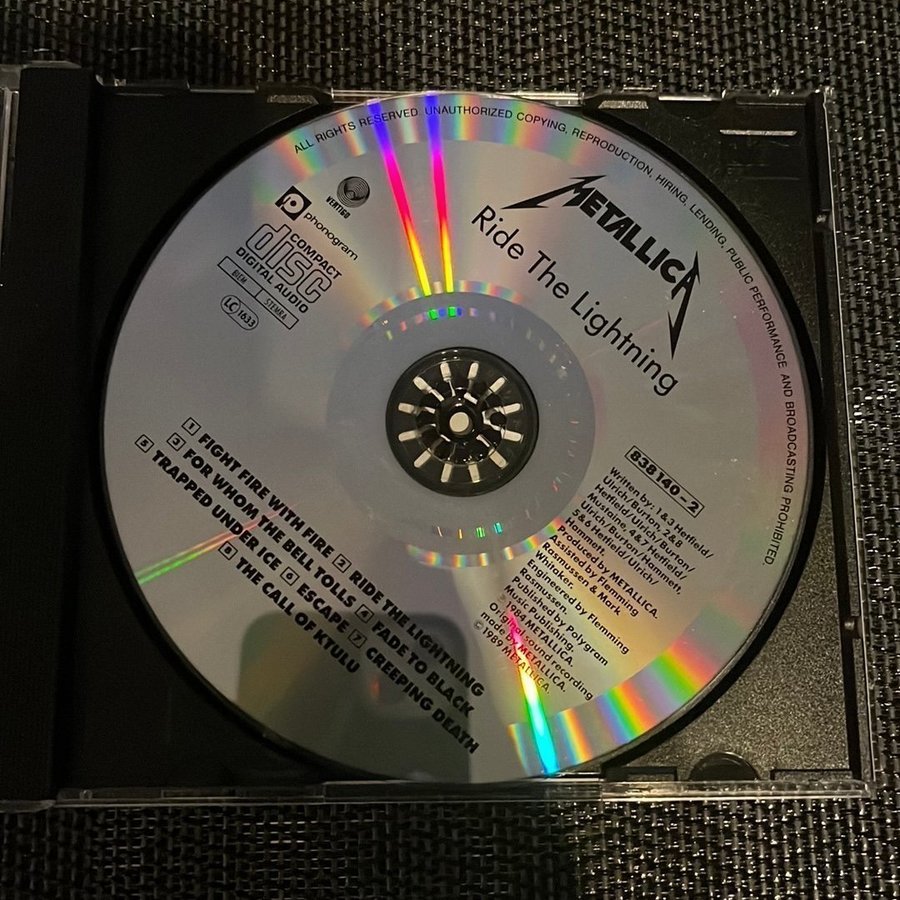 ALL RIGHTS RESERVED. UNAUTHORIZED COPYING, REPRODUCTION, HIRING, LENDING, PUBLIC PERFORMANCE AND BROADCASTING PROHIBITED
METALLICA
Ride The Lightning
VERTIGO
phonogram
COMPACT
disc
DIGITAL AUDIO
BIEM
STEMRA
LC 1633
838 140-2
1 FIGHT FIRE WITH FIRE 2 RIDE THE LIGHTNING
3 FOR WHOM THE BELL TOLLS 4 FADE TO BLACK
5 TRAPPED UNDER ICE 6 ESCAPE 7 CREEPING DEATH
8 THE CALL OF KTULU
Written by: 1&3 Hetfield/
Ulrich/Burton, 2&8
Hetfield/Ulrich/Burton/
Mustaine, 4&7 Hetfield/
Ulrich/Burton/Hammett,
5&6 Hetfield/Ulrich/
Hammett.
Produced by METALLICA.
Assisted by Flemming
Rasmussen & Mark
Whitaker.
Engineered by Flemming
Rasmussen.
Published by Polygram
Music Publishing.
℗ 1984 METALLICA.
Original sound recording
made by METALLICA.
© 1989 METALLICA.